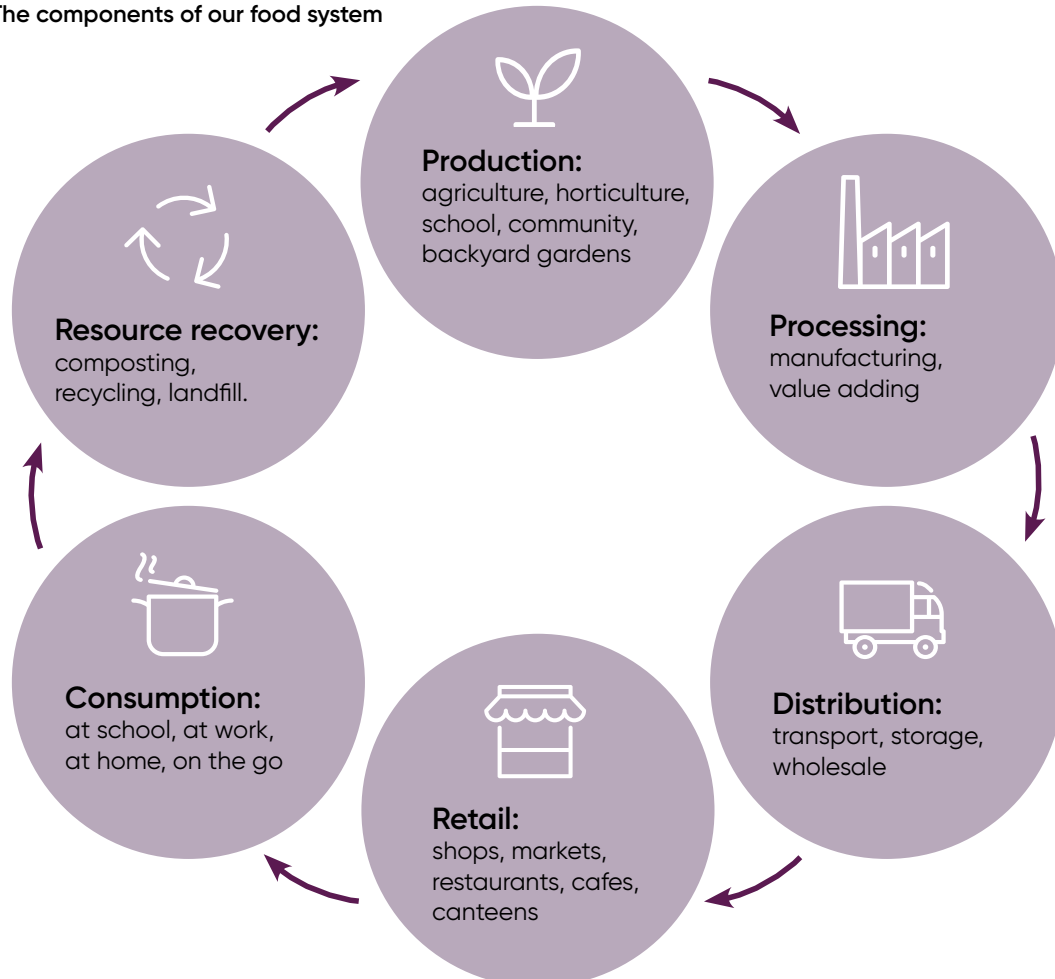 The components of our food system
Production:
agriculture, horticulture,
school, community,
backyard gardens
Processing:
manufacturing,
value adding
Distribution:
transport, storage,
wholesale
Retail:
shops, markets,
restaurants, cafes,
canteens
Consumption:
at school, at work,
at home, on the go
Resource recovery:
composting,
recycling, landfill.